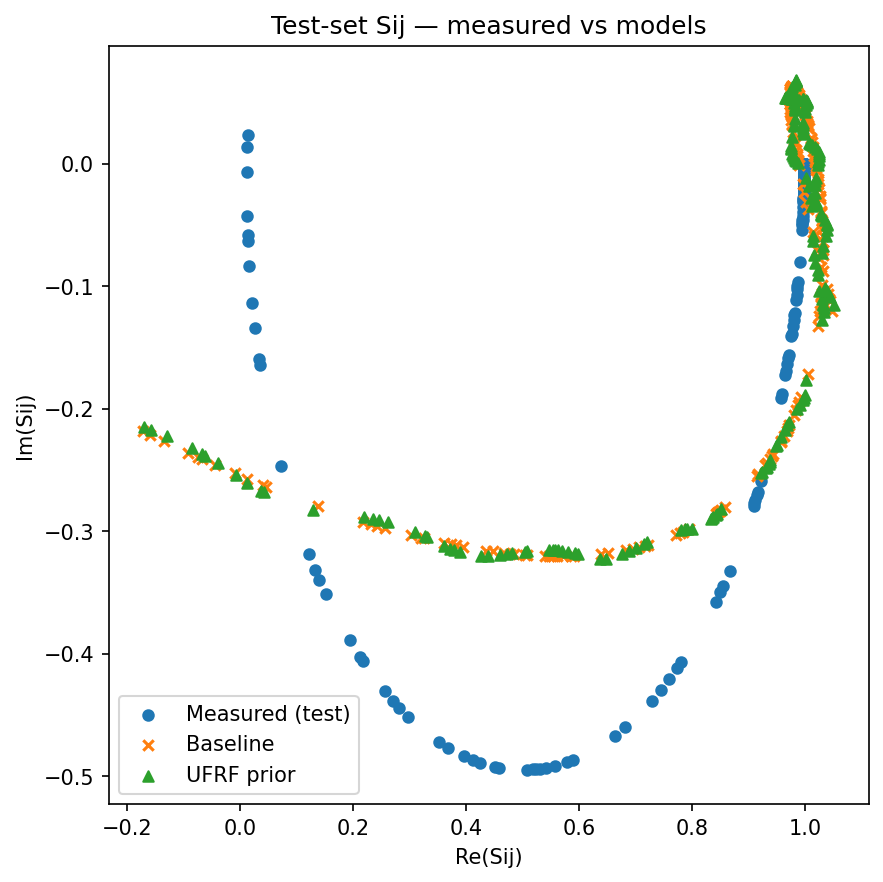 Test-set Sij — measured vs models
Im(Sij)
0.0
−0.1
−0.2
−0.3
−0.4
−0.5
Measured (test)
Baseline
UFRF prior
−0.2
0.0
0.2
0.4
0.6
0.8
1.0
Re(Sij)